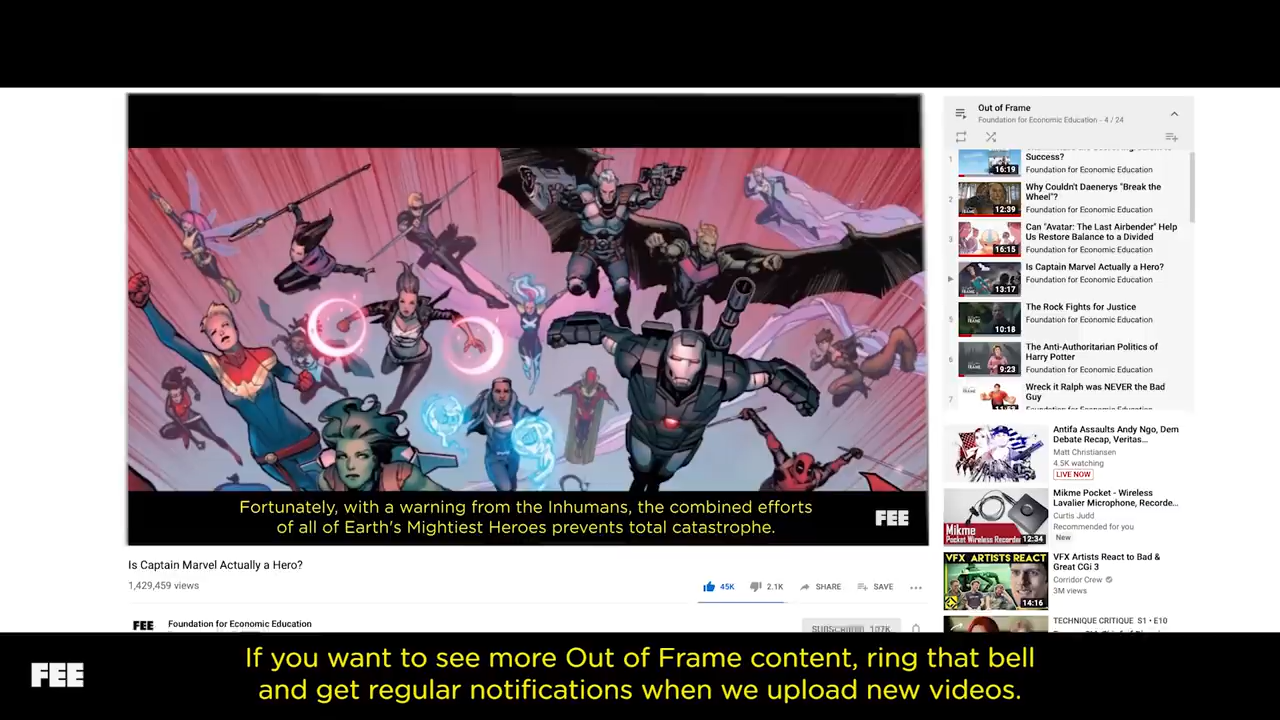 Fortunately, with a warning from the Inhumans, the combined efforts
of all of Earth's Mightiest Heroes prevents total catastrophe.
FEE
Is Captain Marvel Actually a Hero?
1,429,459 views
45K
2.1K
SHARE
SAVE
FEE
Foundation for Economic Education
107K
Out of Frame
Foundation for Economic Education - 4 / 24
1
Success?
Foundation for Economic Education
16:19
2
Why Couldn't Daenerys "Break the
Wheel"?
Foundation for Economic Education
12:39
3
Can "Avatar: The Last Airbender" Help
Us Restore Balance to a Divided
Foundation for Economic Education
16:15
Is Captain Marvel Actually a Hero?
Foundation for Economic Education
13:17
5
The Rock Fights for Justice
Foundation for Economic Education
10:18
6
The Anti-Authoritarian Politics of
Harry Potter
Foundation for Economic Education
9:23
7
Wreck it Ralph was NEVER the Bad
Guy
Antifa Assaults Andy Ngo, Dem
Debate Recap, Veritas...
Matt Christiansen
4.5K watching
LIVE NOW
Mikme Pocket - Wireless
Lavalier Microphone, Recorde...
Curtis Judd
Recommended for you
New
Mikme
Pocket Wireless Recorder
12:34
VFX Artists React to Bad &
Great CGi 3
Corridor Crew
3M views
VFX ARTISTS REACT
14:16
TECHNIQUE CRITIQUE S1 • E10
FEE
If you want to see more Out of Frame content, ring that bell
and get regular notifications when we upload new videos.